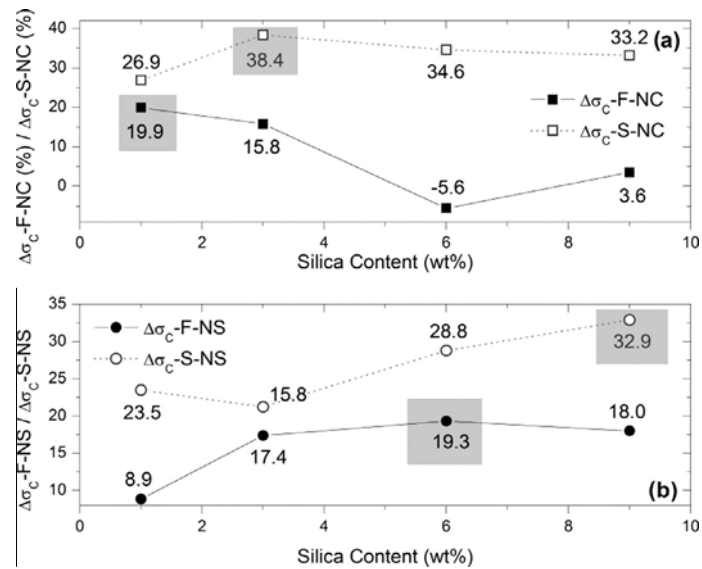 40
30
20
10
0
Δσc-F-NC (%) / Δσc-S-NC (%)
(a)
26.9
38.4
34.6
33.2
19.9
15.8
-5.6
3.6
Δσc-F-NC
Δσc-S-NC
0 2 4 6 8 10
Silica Content (wt%)
35
30
25
20
15
10
Δσc-F-NS / Δσc-S-NS
Δσc-F-NS
Δσc-S-NS
23.5
15.8
28.8
32.9
8.9
17.4
19.3
18.0
(b)
0 2 4 6 8 10
Silica Content (wt%)